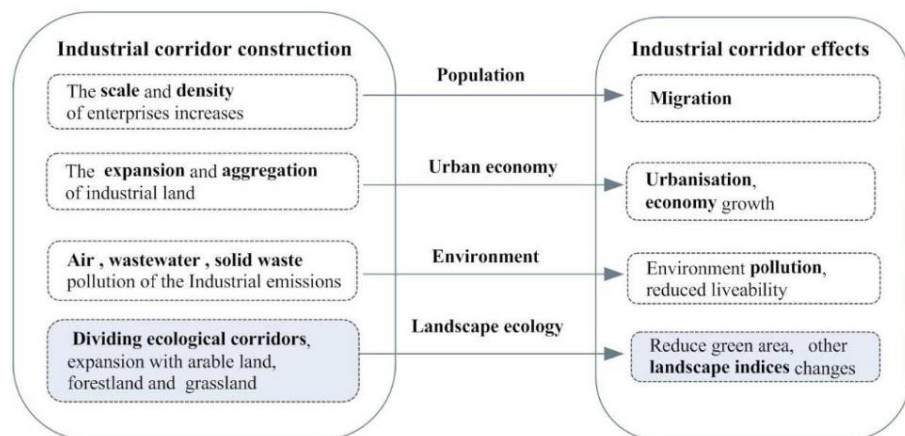 Industrial corridor construction
The scale and density
of enterprises increases
The expansion and aggregation
of industrial land
Air , wastewater , solid waste
pollution of the Industrial emissions
Dividing ecological corridors,
expansion with arable land,
forestland and grassland
Population
Urban economy
Environment
Landscape ecology
Industrial corridor effects
Migration
Urbanisation,
economy growth
Environment pollution,
reduced liveability
Reduce green area, other
landscape indices changes